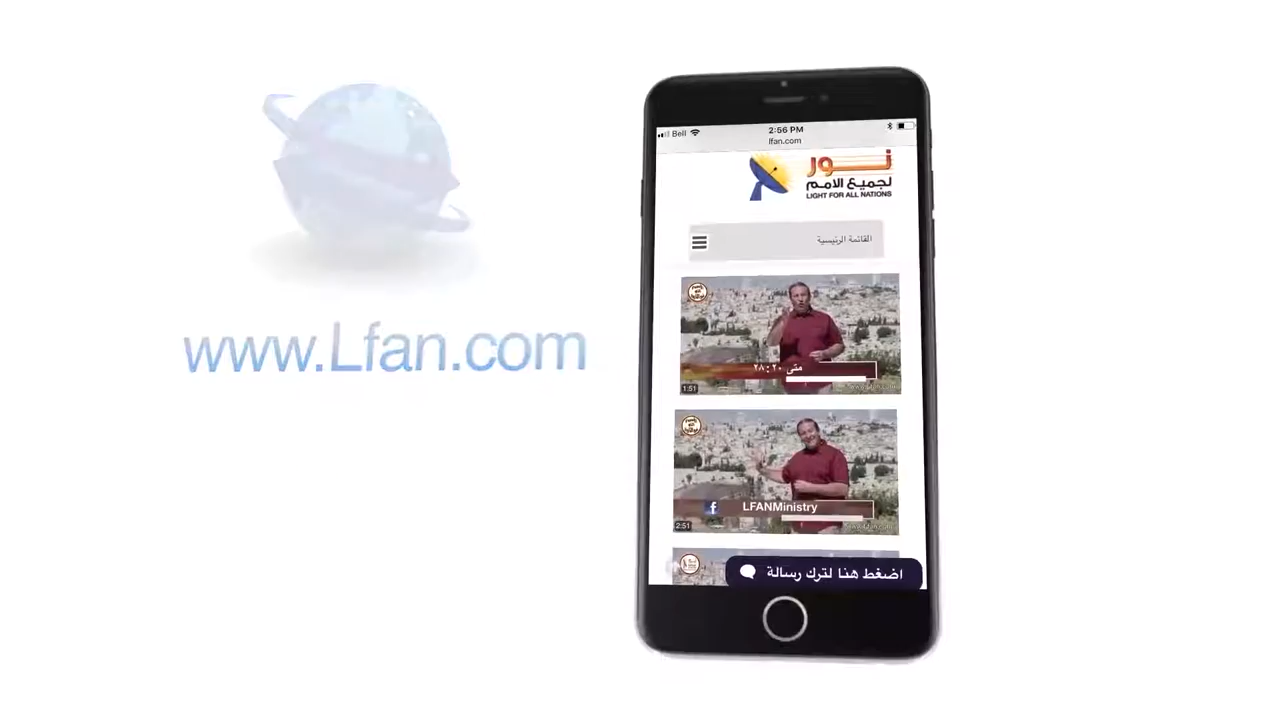 www.Lfan.com
Bell
2:56 PM
lfan.com
نور
لجميع الامم
LIGHT FOR ALL NATIONS
القائمة الرئيسية
متى ٢٨:٢٠
1:51
LFANMinistry
2:51
اضغط هنا لترك رسالة